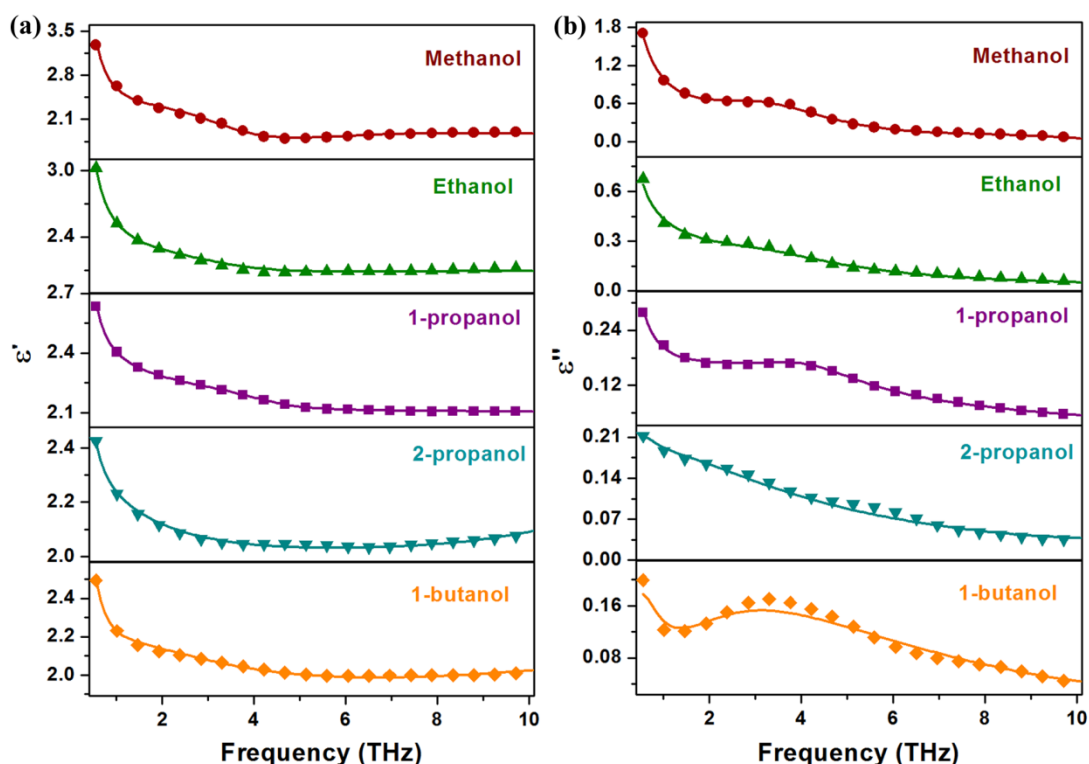 (a)
3.5
2.8
2.1
Methanol
3.0
2.4
Ethanol
2.7
2.4
2.1
1-propanol
2.4
2.2
2.0
2-propanol
2.4
2.2
2.0
1-butanol
ε'
2 4 6 8 10
Frequency (THz)
(b)
1.8
1.2
0.6
0.0
Methanol
0.6
0.3
0.0
Ethanol
0.24
0.12
1-propanol
0.21
0.14
0.07
0.00
2-propanol
0.16
0.08
1-butanol
ε"
2 4 6 8 10
Frequency (THz)